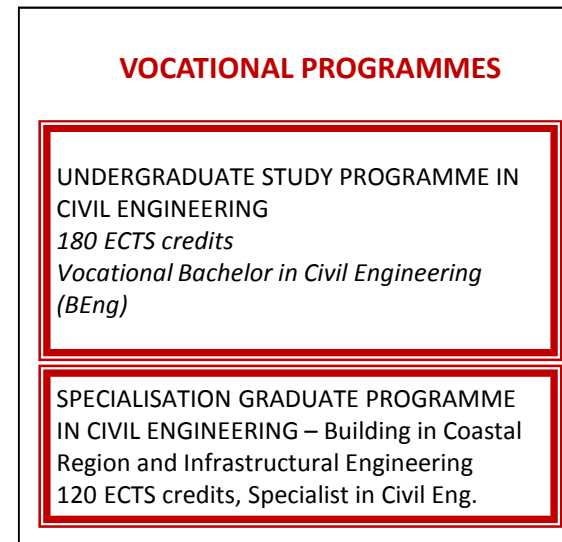 VOCATIONAL PROGRAMMES
UNDERGRADUATE STUDY PROGRAMME IN
CIVIL ENGINEERING
180 ECTS credits
Vocational Bachelor in Civil Engineering
(BEng)
SPECIALISATION GRADUATE PROGRAMME
IN CIVIL ENGINEERING – Building in Coastal
Region and Infrastructural Engineering
120 ECTS credits, Specialist in Civil Eng.